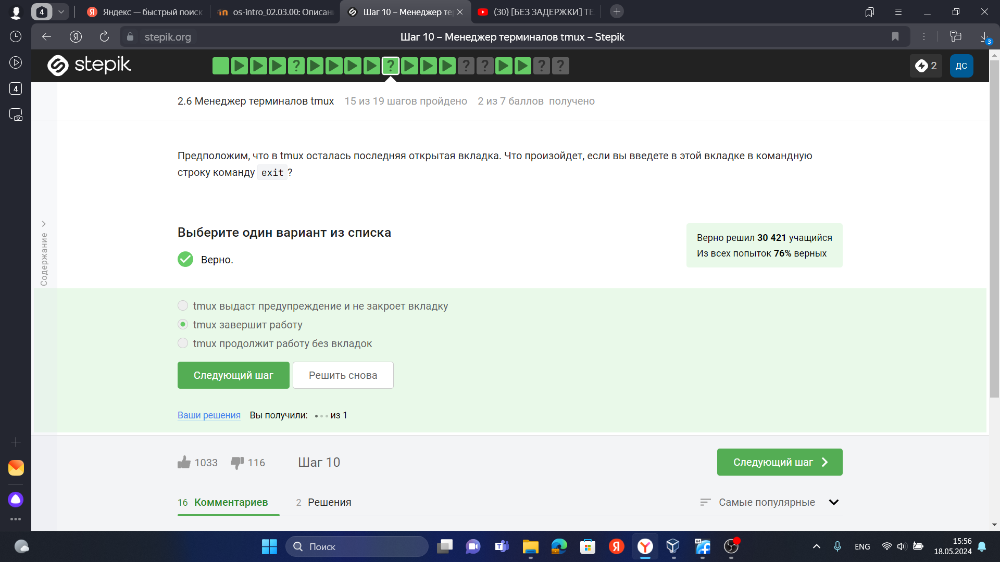 4
Яндекс — быстрый поиск
os-intro_02.03.00: Описан
Шаг 10 – Менеджер те
(30) [БЕЗ ЗАДЕРЖКИ] ТЕ
stepik.org
Шаг 10 – Менеджер терминалов tmux – Stepik
3
4
stepik
? ? ? ? ? ?
2
ДС
2.6 Менеджер терминалов tmux 15 из 19 шагов пройдено 2 из 7 баллов получено
Предположим, что в tmux осталась последняя открытая вкладка. Что произойдет, если вы введете в этой вкладке в командную
строку команду exit ?
Содержание
Выберите один вариант из списка
Верно.
Верно решил 30 421 учащийся
Из всех попыток 76% верных
tmux выдаст предупреждение и не закроет вкладку
tmux завершит работу
tmux продолжит работу без вкладок
Следующий шаг
Решить снова
Ваши решения Вы получили: из 1
1033 116 Шаг 10
Следующий шаг
16 Комментариев 2 Решения
Самые популярные
Поиск
64
ENG
15:56
18.05.2024